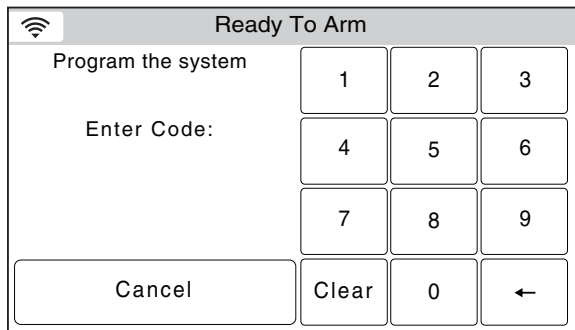 Ready To Arm
Program the system
Enter Code:
1 2 3
4 5 6
7 8 9
Cancel Clear 0 ←